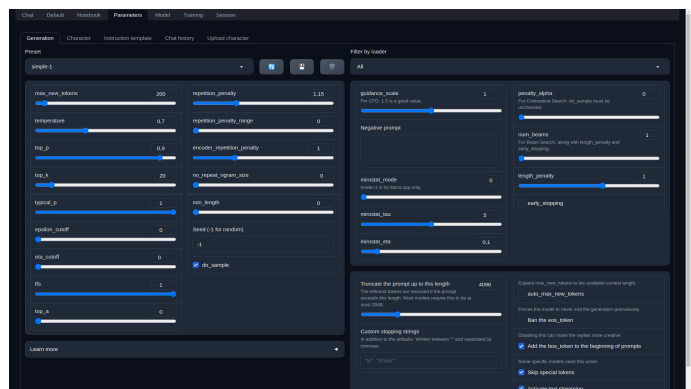 Chat Default Notebook Parameters Model Training Session
Generation Character Instruction template Chat history Upload character
Preset
simple-1
Filter by loader
All
max_new_tokens 200
temperature 0,7
top_p 0,9
top_k 20
typical_p 1
epsilon_cutoff 0
eta_cutoff 0
tfs 1
top_a 0
repetition_penalty 1,15
repetition_penalty_range 0
encoder_repetition_penalty 1
no_repeat_ngram_size 0
min_length 0
Seed (-1 for random)
-1
do_sample
Learn more
guidance_scale 1
For CFG. 1.5 is a good value.
Negative prompt
mirostat_mode 0
mode=1 is for llama.cpp only.
mirostat_tau 5
mirostat_eta 0,1
penalty_alpha 0
For Contrastive Search. do_sample must be
unchecked.
num_beams 1
For Beam Search, along with length_penalty and
early_stopping.
length_penalty 1
early_stopping
Truncate the prompt up to this length 4096
The leftmost tokens are removed if the prompt
exceeds this length. Most models require this to be at
most 2048.
Custom stopping strings
In addition to the defaults. Written between "" and separated by
commas.
Expand max_new_tokens to the available context length.
auto_max_new_tokens
Forces the model to never end the generation prematurely.
Ban the eos_token
Disabling this can make the replies more creative.
Add the bos_token to the beginning of prompts
Some specific models need this unset.
Skip special tokens
Activate text streaming